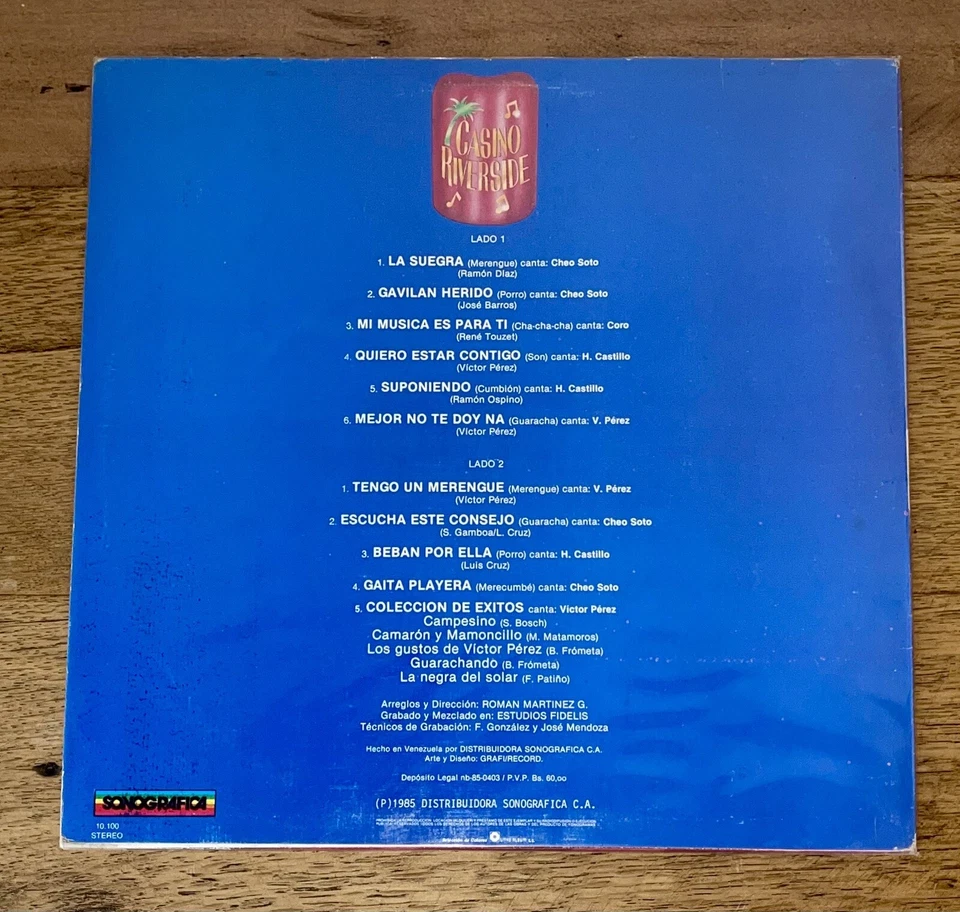 CASINO
RIVERSIDE
LADO 1
1. LA SUEGRA (Merengue) canta: Cheo Soto
(Ramón Díaz)
2. GAVILAN HERIDO (Porro) canta: Cheo Soto
(José Barros)
3. MI MUSICA ES PARA TI (Cha-cha-cha) canta: Coro
(René Touzet)
4. QUIERO ESTAR CONTIGO (Son) canta: H. Castillo
(Víctor Pérez)
5. SUPONIENDO (Cumbión) canta: H. Castillo
(Ramón Ospino)
6. MEJOR NO TE DOY NA (Guaracha) canta: V. Pérez
(Víctor Pérez)
LADO 2
1. TENGO UN MERENGUE (Merengue) canta: V. Pérez
(Víctor Pérez)
2. ESCUCHA ESTE CONSEJO (Guaracha) canta: Cheo Soto
(S. Gamboa/L. Cruz)
3. BEBAN POR ELLA (Porro) canta: H. Castillo
(Luis Cruz)
4. GAITA PLAYERA (Merecumbé) canta: Cheo Soto
5. COLECCION DE EXITOS canta: Víctor Pérez
Campesino (S. Bosch)
Camarón y Mamoncillo (M. Matamoros)
Los gustos de Víctor Pérez (B. Frómeta)
Guarachando (B. Frómeta)
La negra del solar (F. Patiño)
Arreglos y Dirección: ROMAN MARTINEZ G.
Grabado y Mezclado en: ESTUDIOS FIDELIS
Técnicos de Grabación: F. González y José Mendoza
Hecho en Venezuela por DISTRIBUIDORA SONOGRAFICA C.A.
Arte y Diseño: GRAFI/RECORD.
Depósito Legal nb-85-0403 / P.V.P. Bs. 60,oo
(P)1985 DISTRIBUIDORA SONOGRAFICA C.A.
SONOGRAFICA
10.100
STEREO